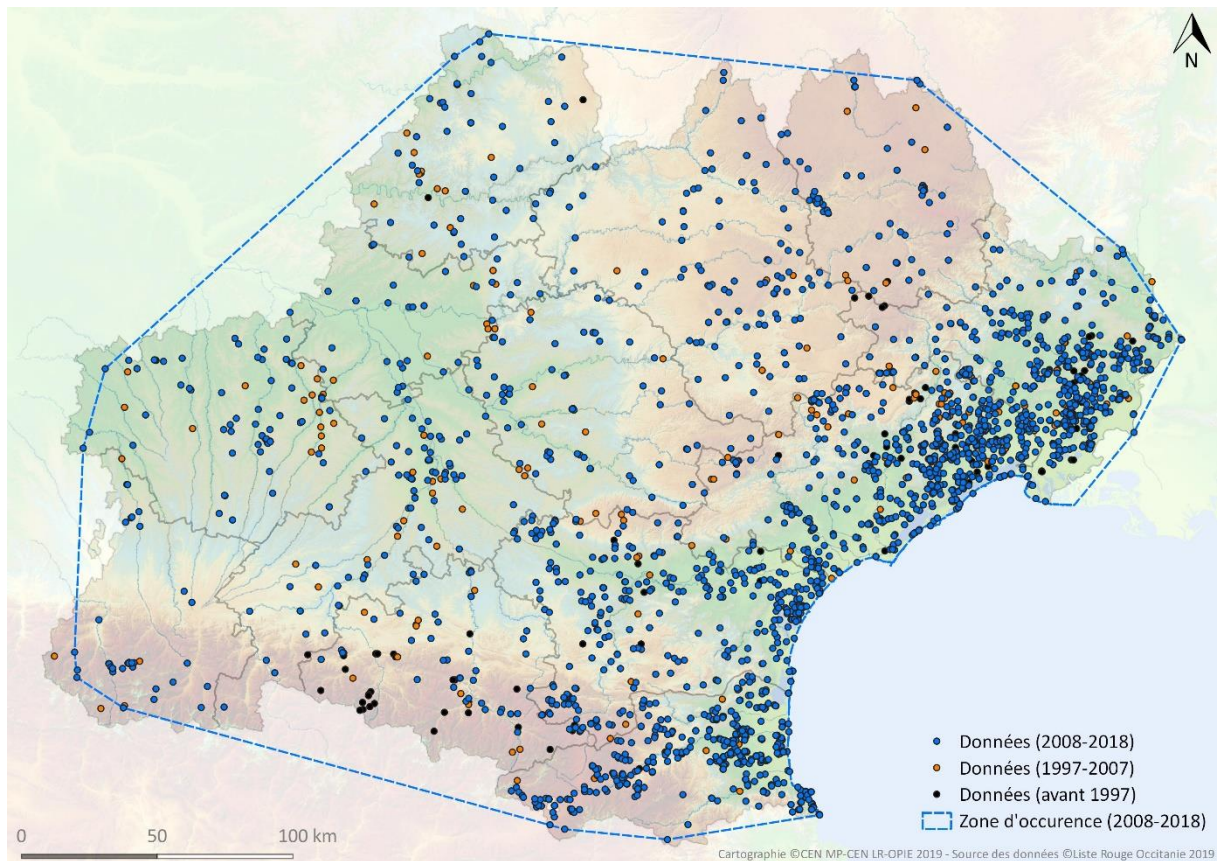 N
Données (2008-2018)
Données (1997-2007)
Données (avant 1997)
Zone d'occurence (2008-2018)
0 50 100 km
Cartographie ©CEN MP-CEN LR-OPIE 2019 - Source des données ©Liste Rouge Occitanie 2019